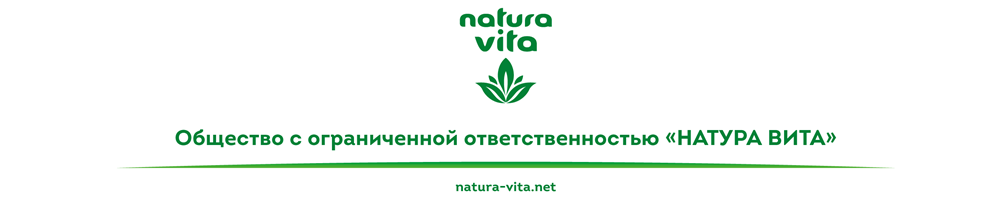 natura
vita
Общество с ограниченной ответственностью «НАТУРА ВИТА»
natura-vita.net